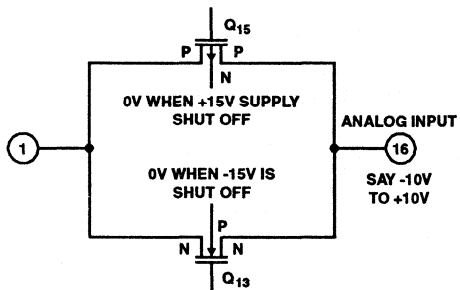 Q15
P P
N
0V WHEN +15V SUPPLY
SHUT OFF
ANALOG INPUT
1
16
0V WHEN -15V IS
SHUT OFF
SAY -10V
TO +10V
P
N N
Q13